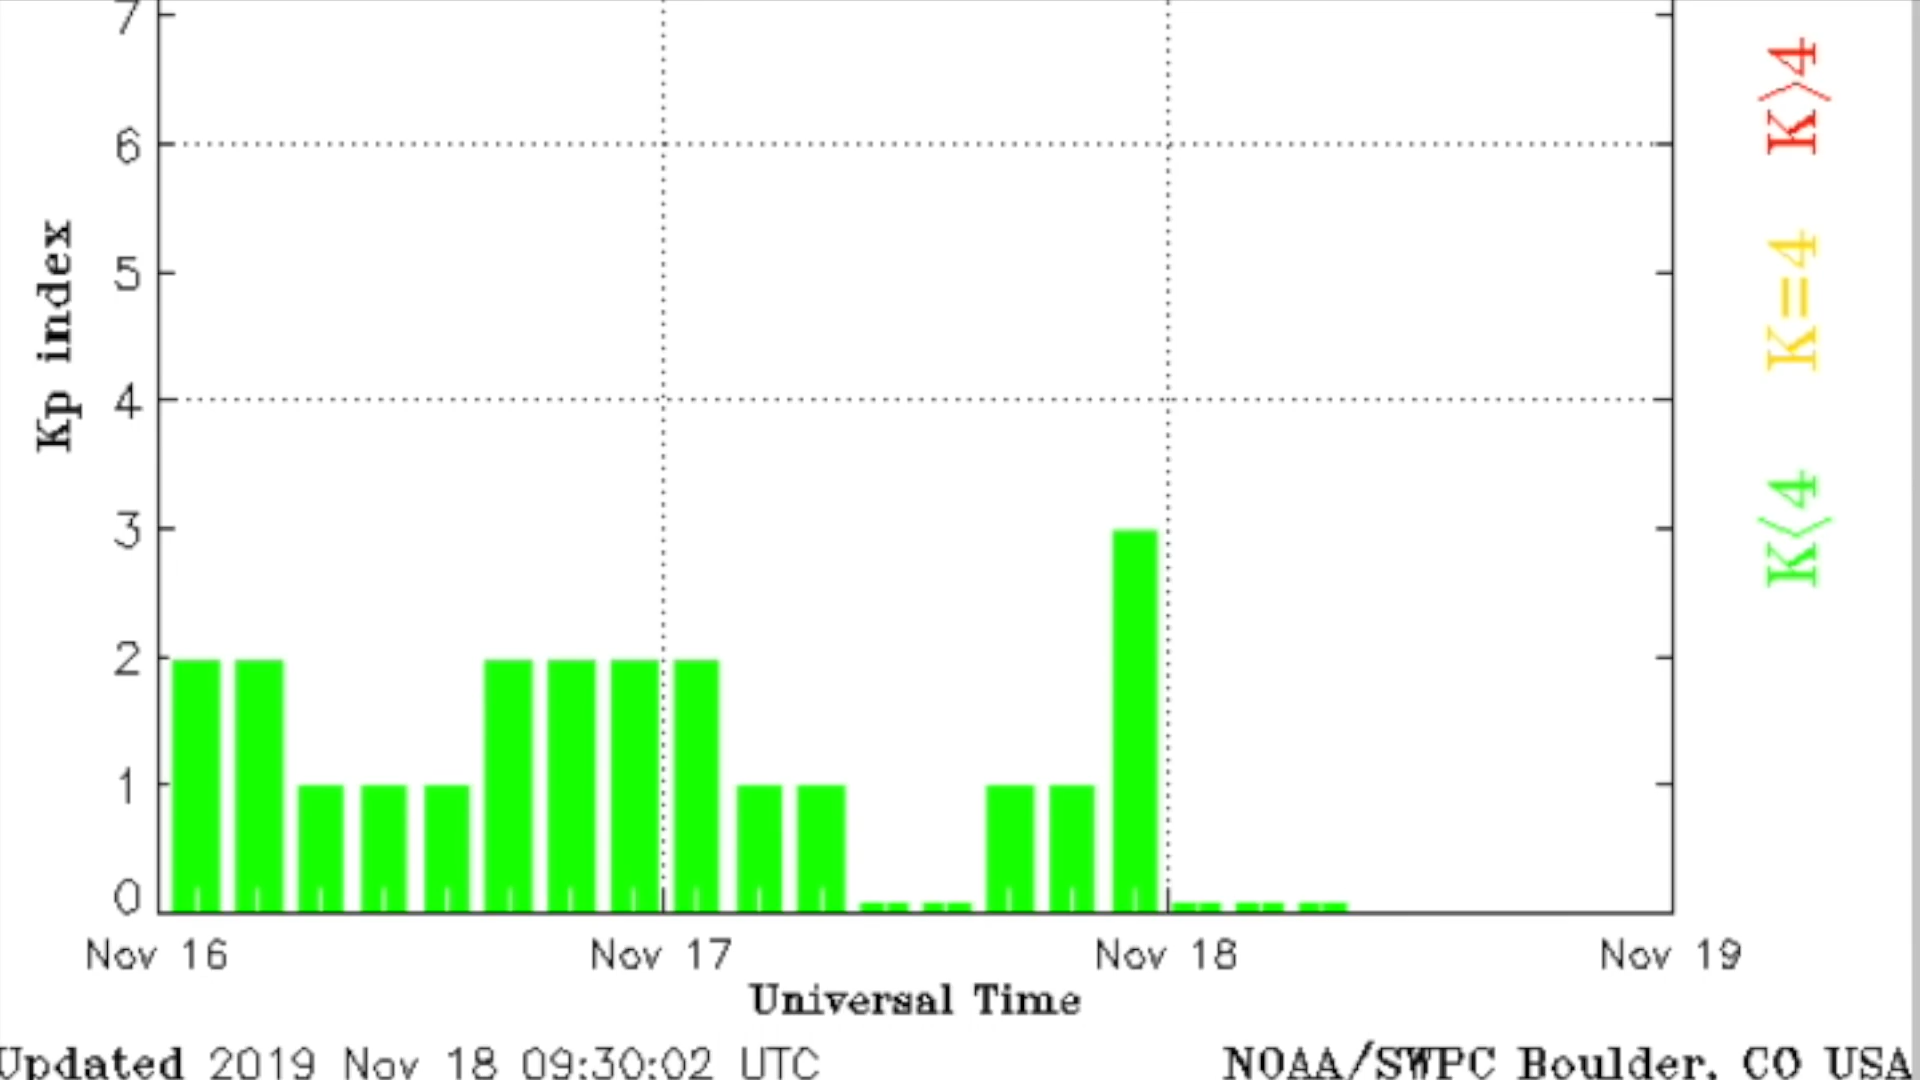 7
6
5
4
3
2
1
0
Kp index
Nov 16 Nov 17 Nov 18 Nov 19
Universal Time
Updated 2019 Nov 18 09:30:02 UTC
NOAA/SWPC Boulder, CO USA
K<4 K=4 K>4